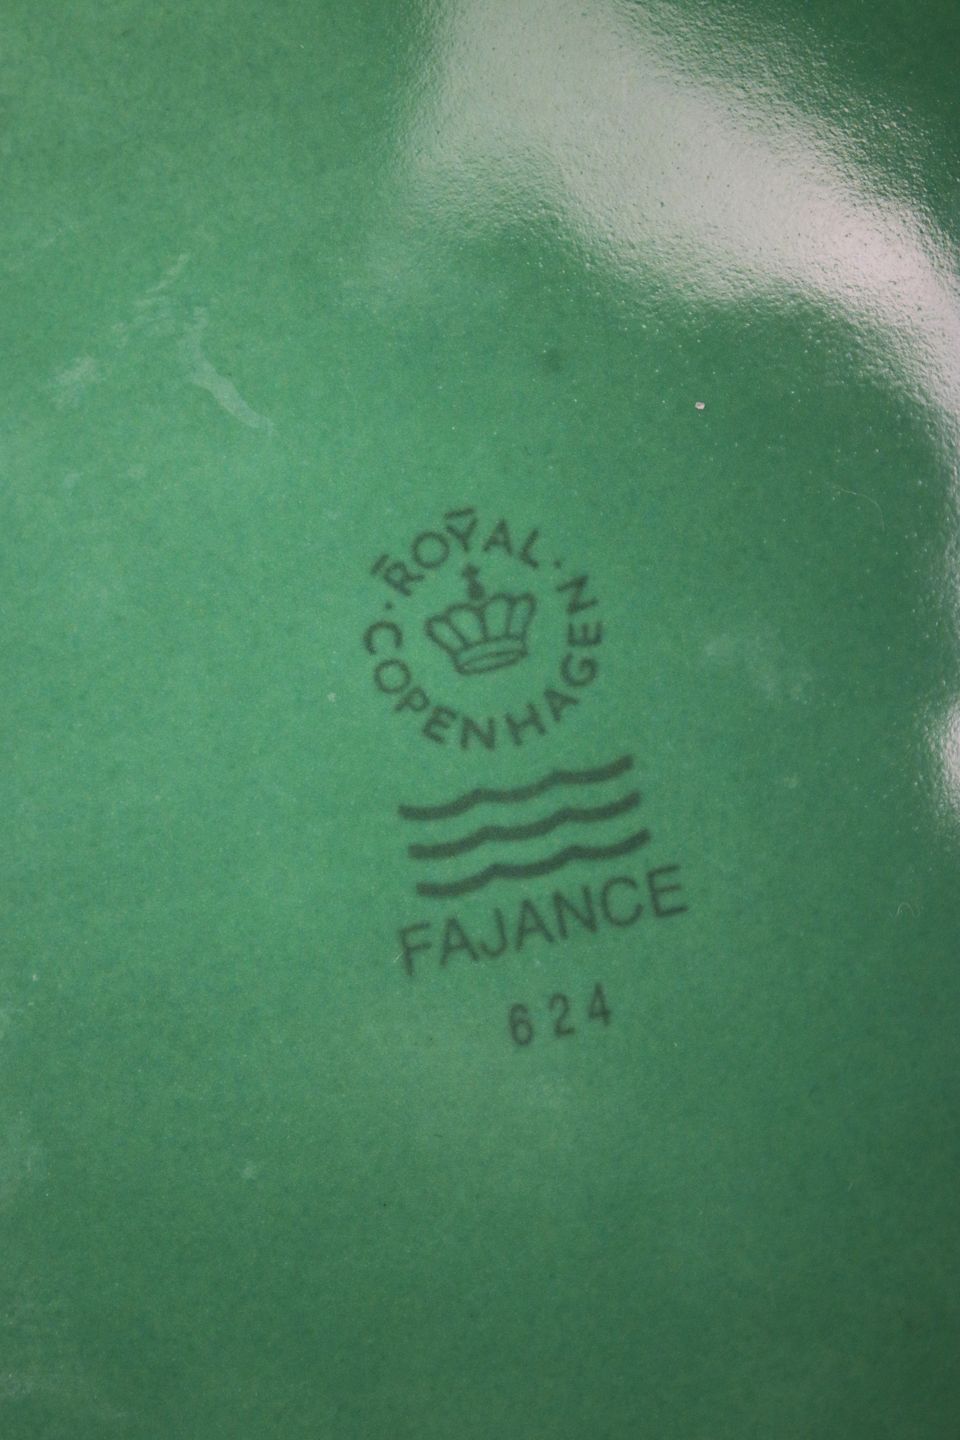 ROYAL
COPENHAGEN
FAJANCE
624